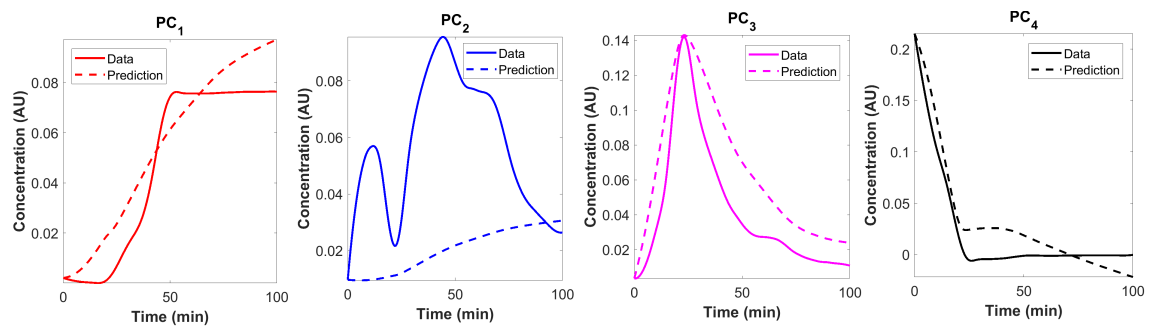 PC₁
Concentration (AU)
0.08
0.06
0.04
0.02
0
50
100
Time (min)
Data
Prediction
PC₂
Concentration (AU)
0.08
0.06
0.04
0.02
0
50
100
Time (min)
Data
Prediction
PC₃
Concentration (AU)
0.14
0.12
0.1
0.08
0.06
0.04
0.02
0
50
100
Time (min)
Data
Prediction
PC₄
Concentration (AU)
0.2
0.15
0.1
0.05
0
0
50
100
Time (min)
Data
Prediction